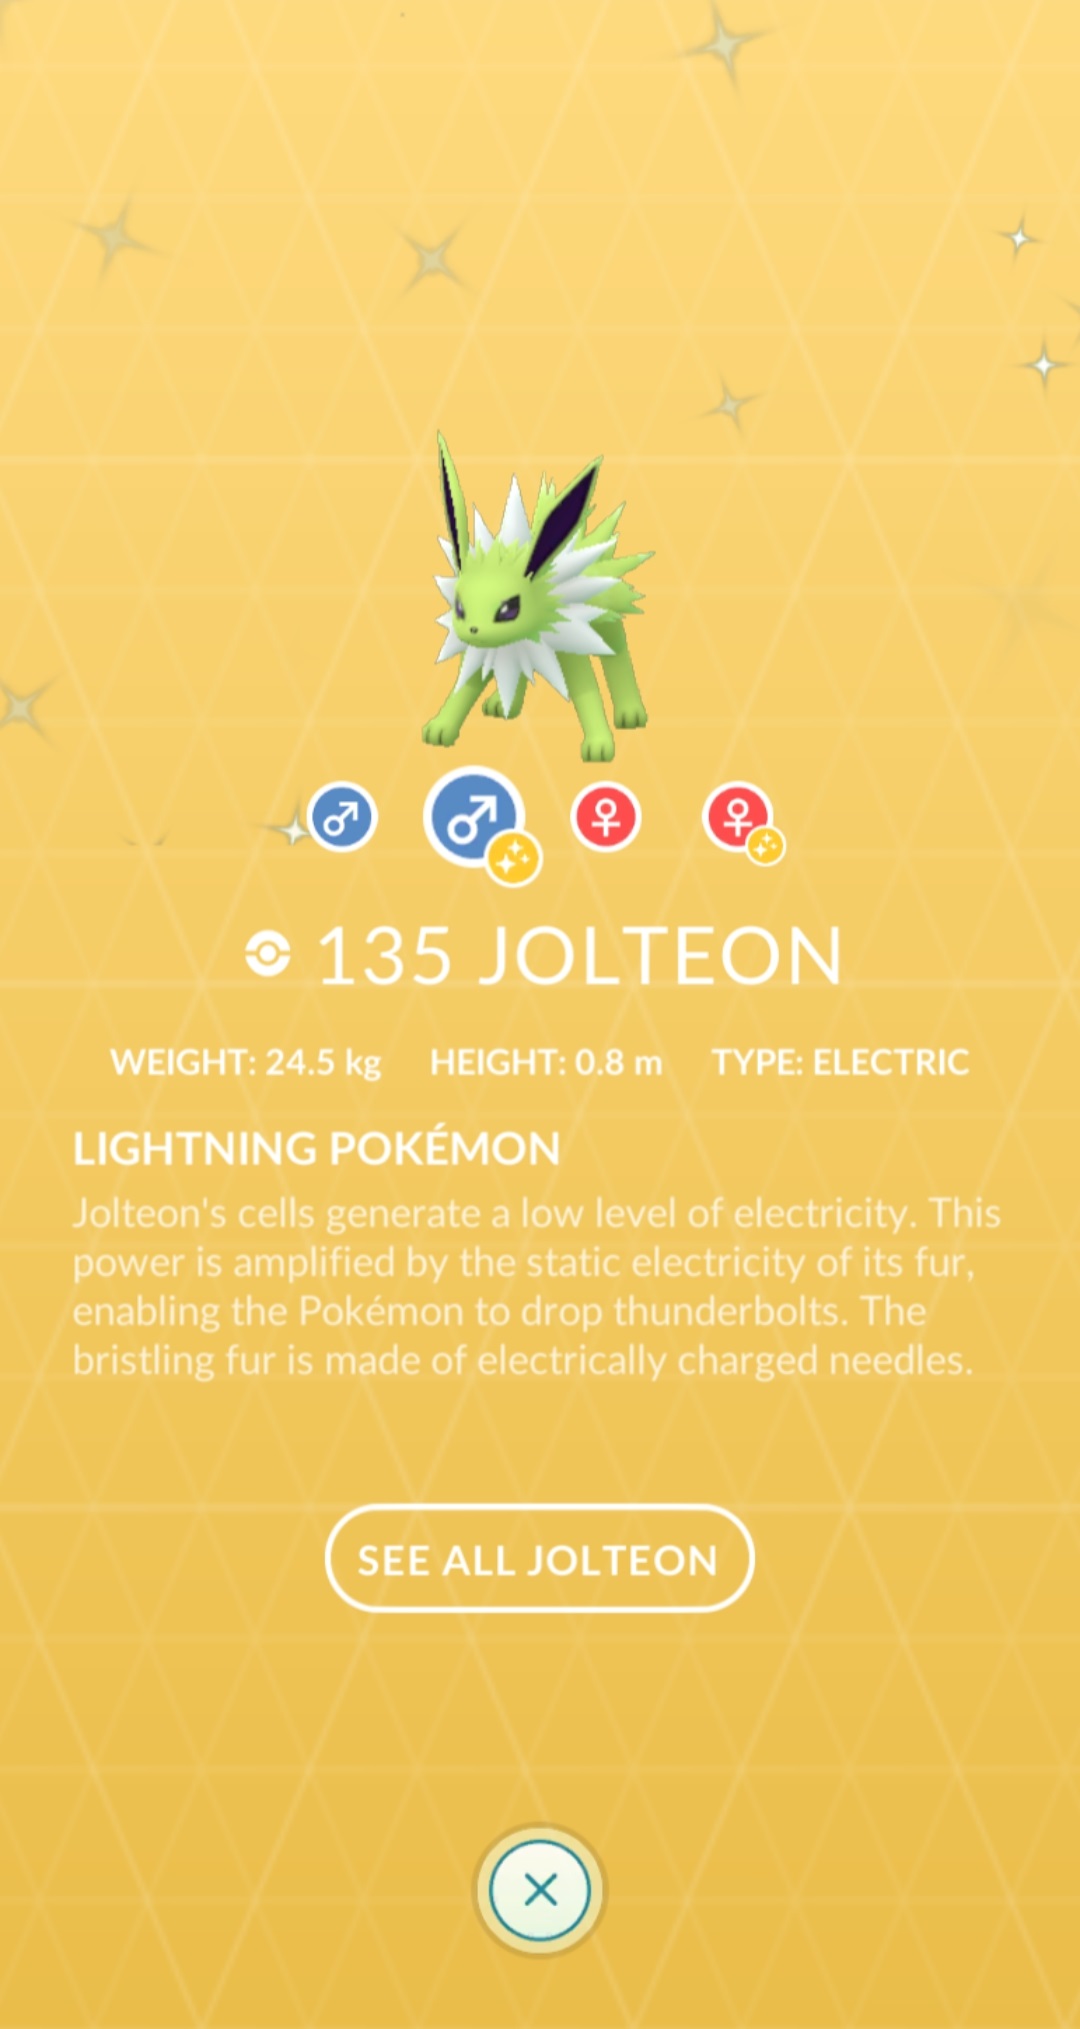 135 JOLTEON
WEIGHT: 24.5 kg HEIGHT: 0.8 m TYPE: ELECTRIC
LIGHTNING POKÉMON
Jolteon's cells generate a low level of electricity. This
power is amplified by the static electricity of its fur,
enabling the Pokémon to drop thunderbolts. The
bristling fur is made of electrically charged needles.
SEE ALL JOLTEON